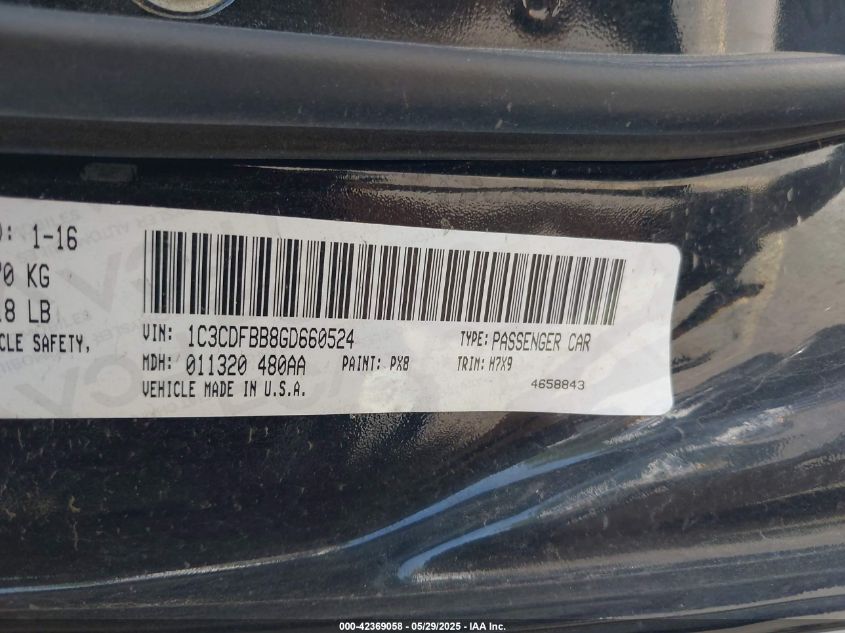 : 1-16
0 KG
8 LB
CLE SAFETY,
VIN: 1C3CDFBB8GD660524 TYPE: PASSENGER CAR
MDH: 011320 480AA PAINT: PX8 TRIM: H7X9
VEHICLE MADE IN U.S.A. 4658843
000-42369058 - 05/29/2025 - IAA Inc.